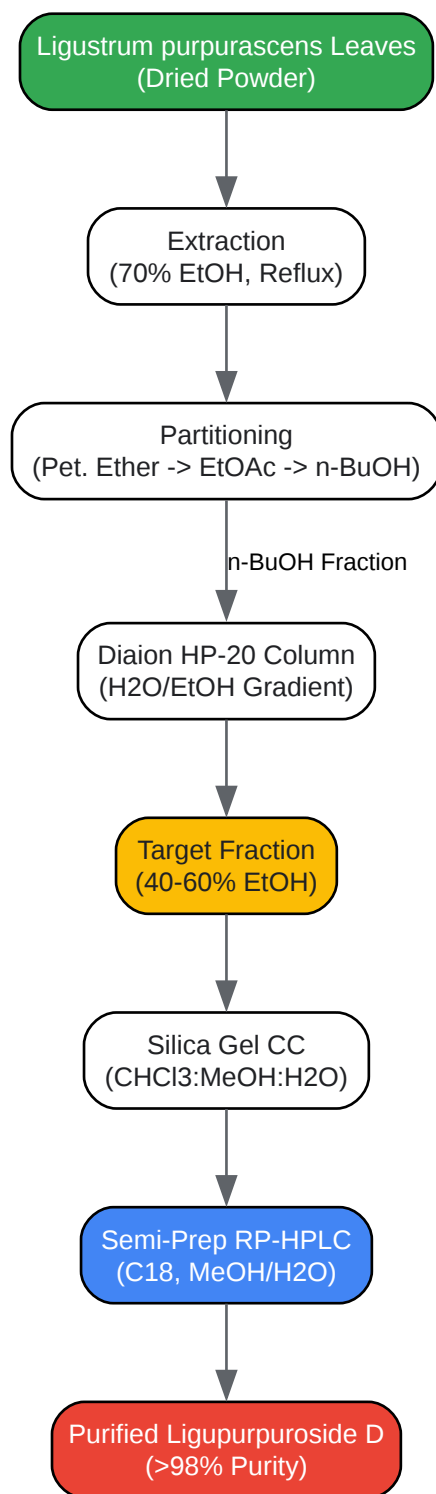 Ligustrum purpurascens Leaves
(Dried Powder)
Extraction
(70% EtOH, Reflux)
Partitioning
(Pet. Ether -> EtOAc -> n-BuOH)
n-BuOH Fraction
Diaion HP-20 Column
(H2O/EtOH Gradient)
Target Fraction
(40-60% EtOH)
Silica Gel CC
(CHCl3:MeOH:H2O)
Semi-Prep RP-HPLC
(C18, MeOH/H2O)
Purified Ligupurpuroside D
(>98% Purity)